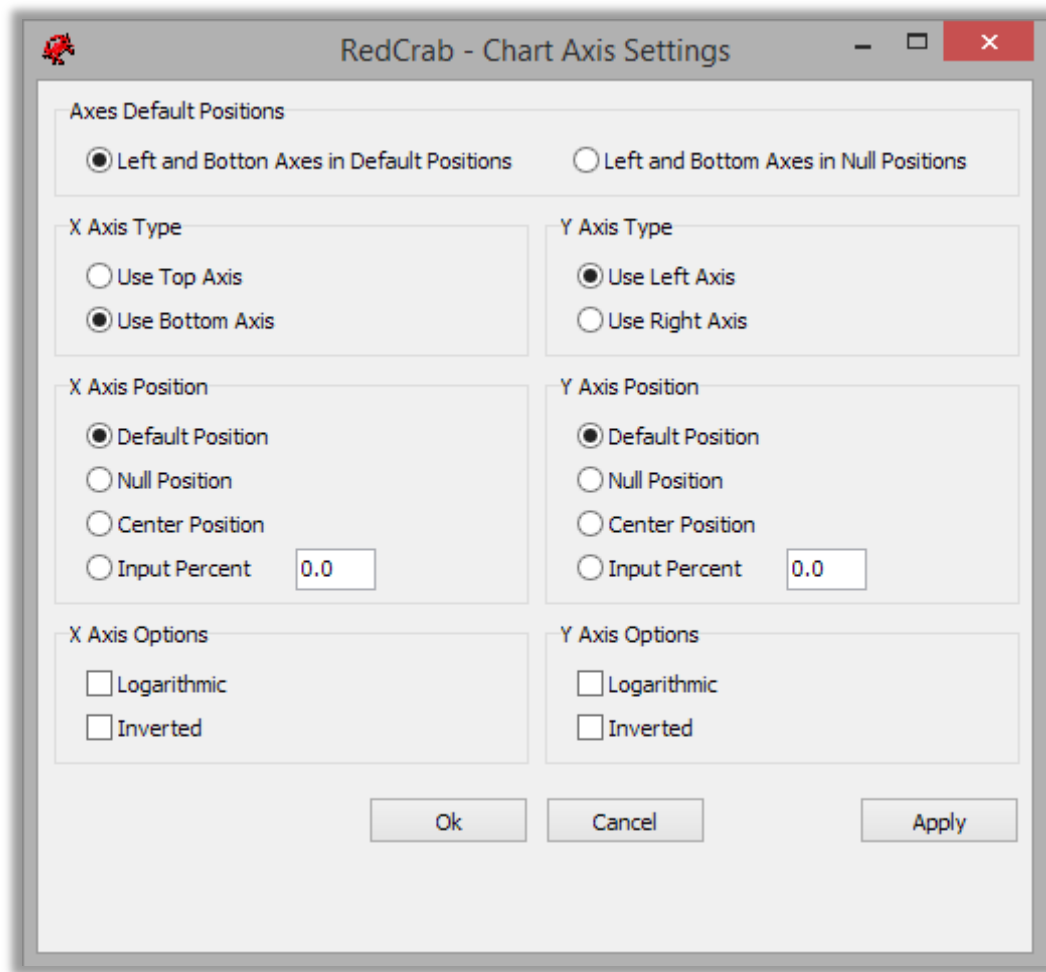 RedCrab - Chart Axis Settings
Axes Default Positions
Left and Botton Axes in Default Positions Left and Bottom Axes in Null Positions
X Axis Type Y Axis Type
Use Top Axis Use Left Axis
Use Bottom Axis Use Right Axis
X Axis Position Y Axis Position
Default Position Default Position
Null Position Null Position
Center Position Center Position
Input Percent 0.0 Input Percent 0.0
X Axis Options Y Axis Options
Logarithmic Logarithmic
Inverted Inverted
Ok Cancel Apply